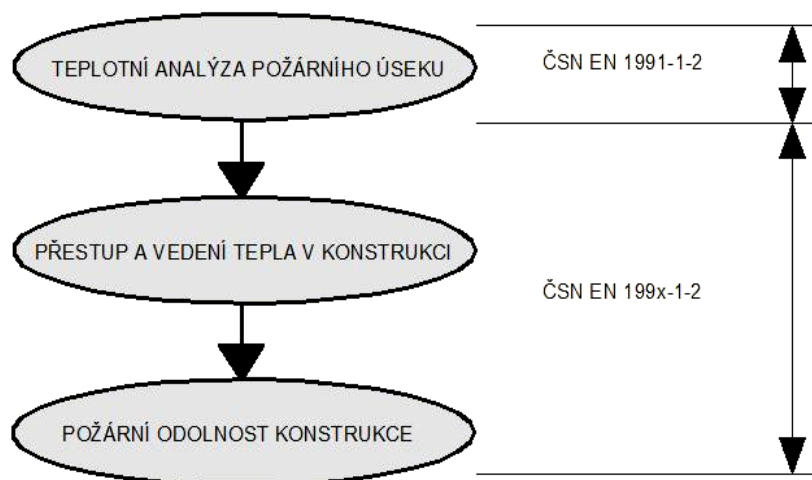 TEPLOTNÍ ANALÝZA POŽÁRNÍHO ÚSEKU
ČSN EN 1991-1-2
PŘESTUP A VEDENÍ TEPLA V KONSTRUKCI
ČSN EN 199x-1-2
POŽÁRNÍ ODOLNOST KONSTRUKCE